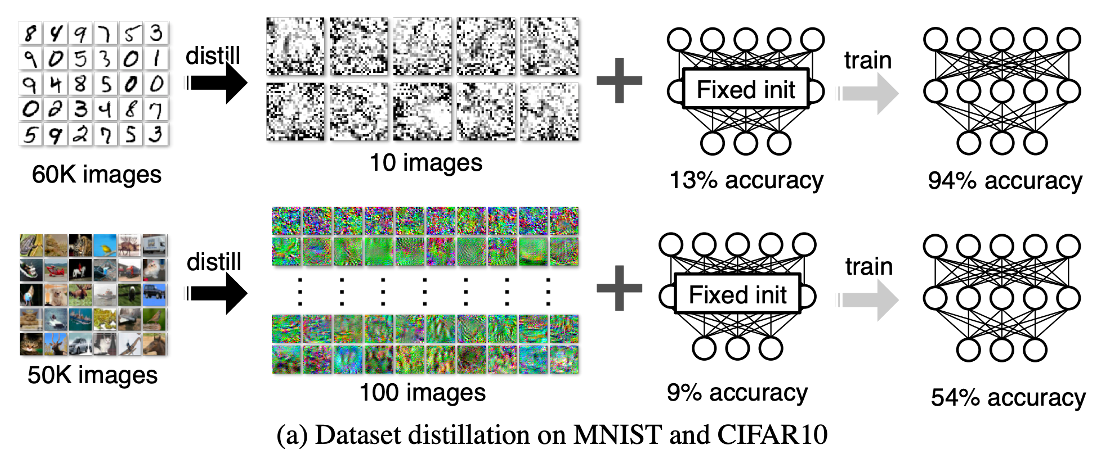 8 4 9 7 5 3
9 0 5 3 0 1
9 4 8 5 0 0
0 2 3 4 8 7
5 9 2 7 5 3
60K images
distill
10 images
Fixed init
13% accuracy
train
94% accuracy
50K images
distill
100 images
Fixed init
9% accuracy
train
54% accuracy
(a) Dataset distillation on MNIST and CIFAR10